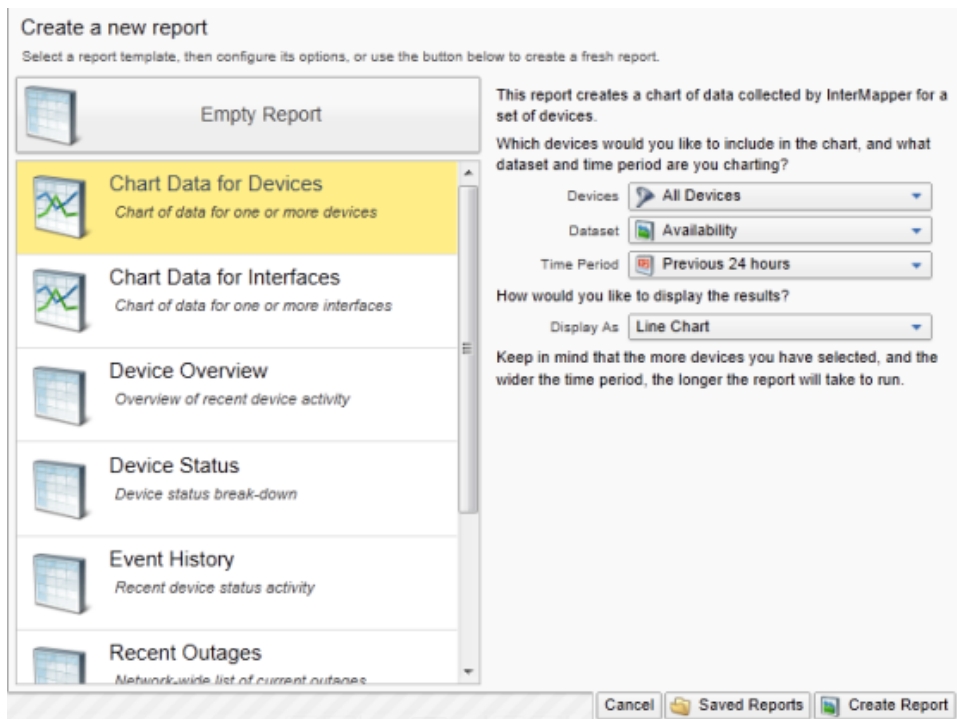 Create a new report
Select a report template, then configure its options, or use the button below to create a fresh report.
Empty Report
Chart Data for Devices
Chart of data for one or more devices
Chart Data for Interfaces
Chart of data for one or more interfaces
Device Overview
Overview of recent device activity
Device Status
Device status break-down
Event History
Recent device status activity
Recent Outages
Network-wide list of current outages
This report creates a chart of data collected by InterMapper for a
set of devices.
Which devices would you like to include in the chart, and what
dataset and time period are you charting?
Devices All Devices
Dataset Availability
Time Period Previous 24 hours
How would you like to display the results?
Display As Line Chart
Keep in mind that the more devices you have selected, and the
wider the time period, the longer the report will take to run.
Cancel Saved Reports Create Report